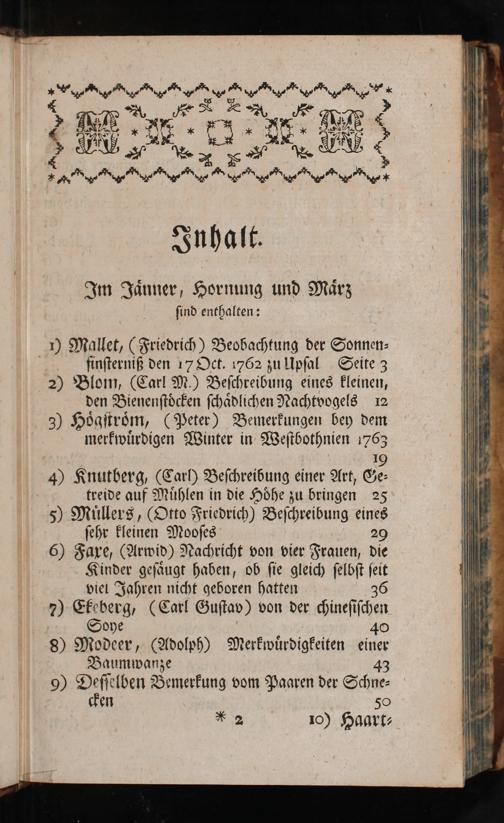 Inhalt.
Im Jänner, Hornung und März
sind enthalten:
1) Mallet, (Friedrich) Beobachtung der Sonnen-
finsterniß den 17 Oct. 1762 zu Upsal Seite 3
2) Blom, (Carl M.) Beschreibung eines kleinen,
den Bienenstöcken schädlichen Nachtvogels 12
3) Högström, (Peter) Bemerkungen bey dem
merkwürdigen Winter in Westbothnien 1763
19
4) Knutberg, (Carl) Beschreibung einer Art, Ge-
treide auf Mühlen in die Höhe zu bringen 25
5) Müllers, (Otto Friedrich) Beschreibung eines
sehr kleinen Mooses 29
6) Faxe, (Arwid) Nachricht von vier Frauen, die
Kinder gesäugt haben, ob sie gleich selbst seit
viel Jahren nicht geboren hatten 36
7) Ekeberg, (Carl Gustav) von der chinesischen
Soye 40
8) Modeer, (Adolph) Merkwürdigkeiten einer
Baumwanze 43
9) Desselben Bemerkung vom Paaren der Schne-
cken 50
* 2 10) Haart-